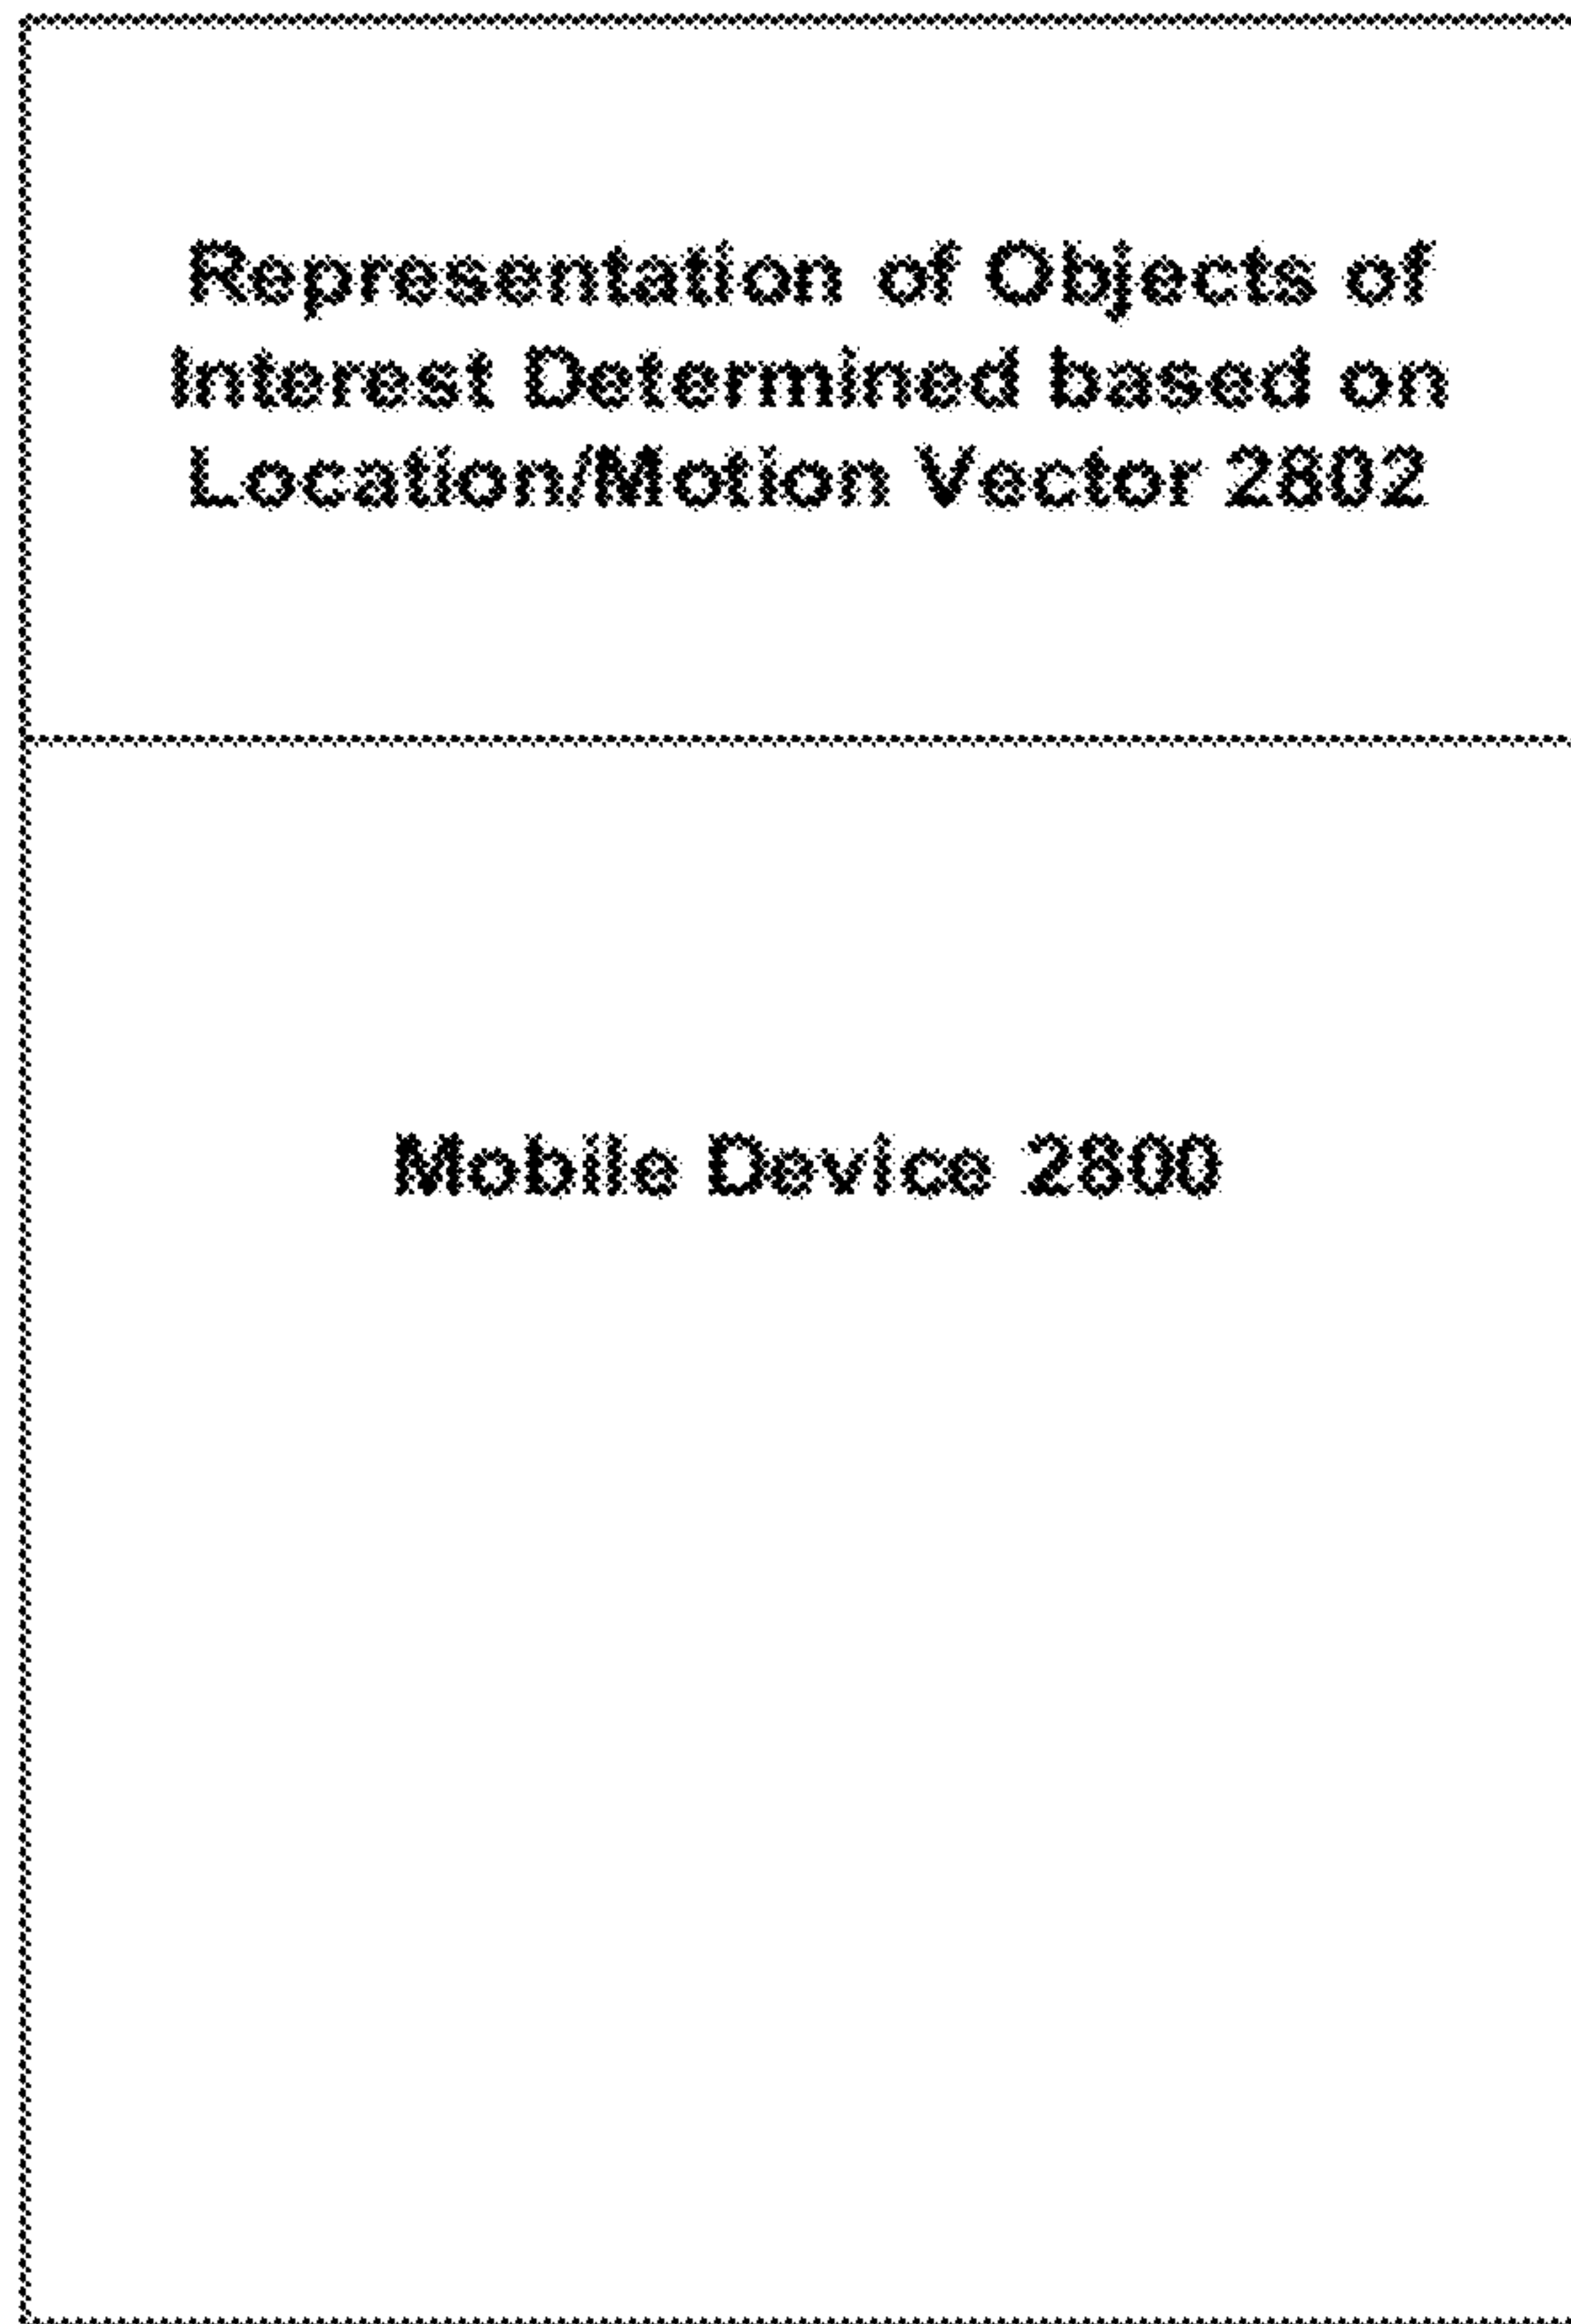 Representation of Objects of
Interest Determined based on
Location/Motion Vector 2802
Mobile Device 2800